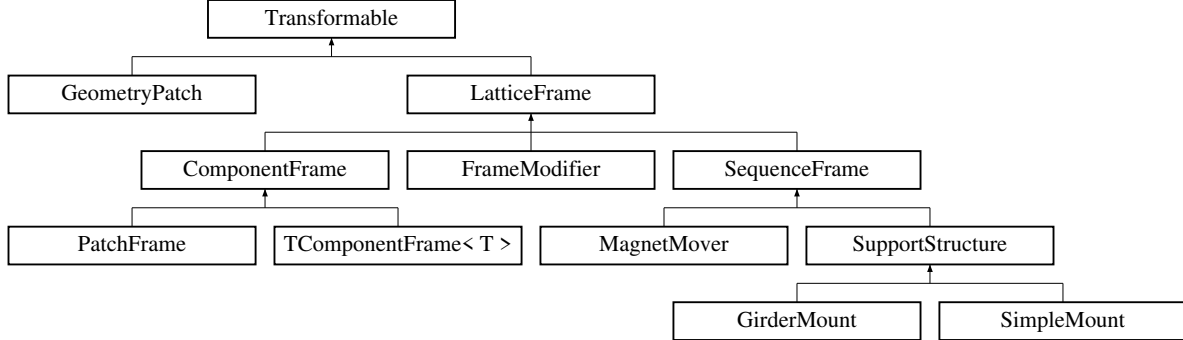 Transformable
GeometryPatch
LatticeFrame
ComponentFrame
FrameModifier
SequenceFrame
PatchFrame
TComponentFrame< T >
MagnetMover
SupportStructure
GirderMount
SimpleMount